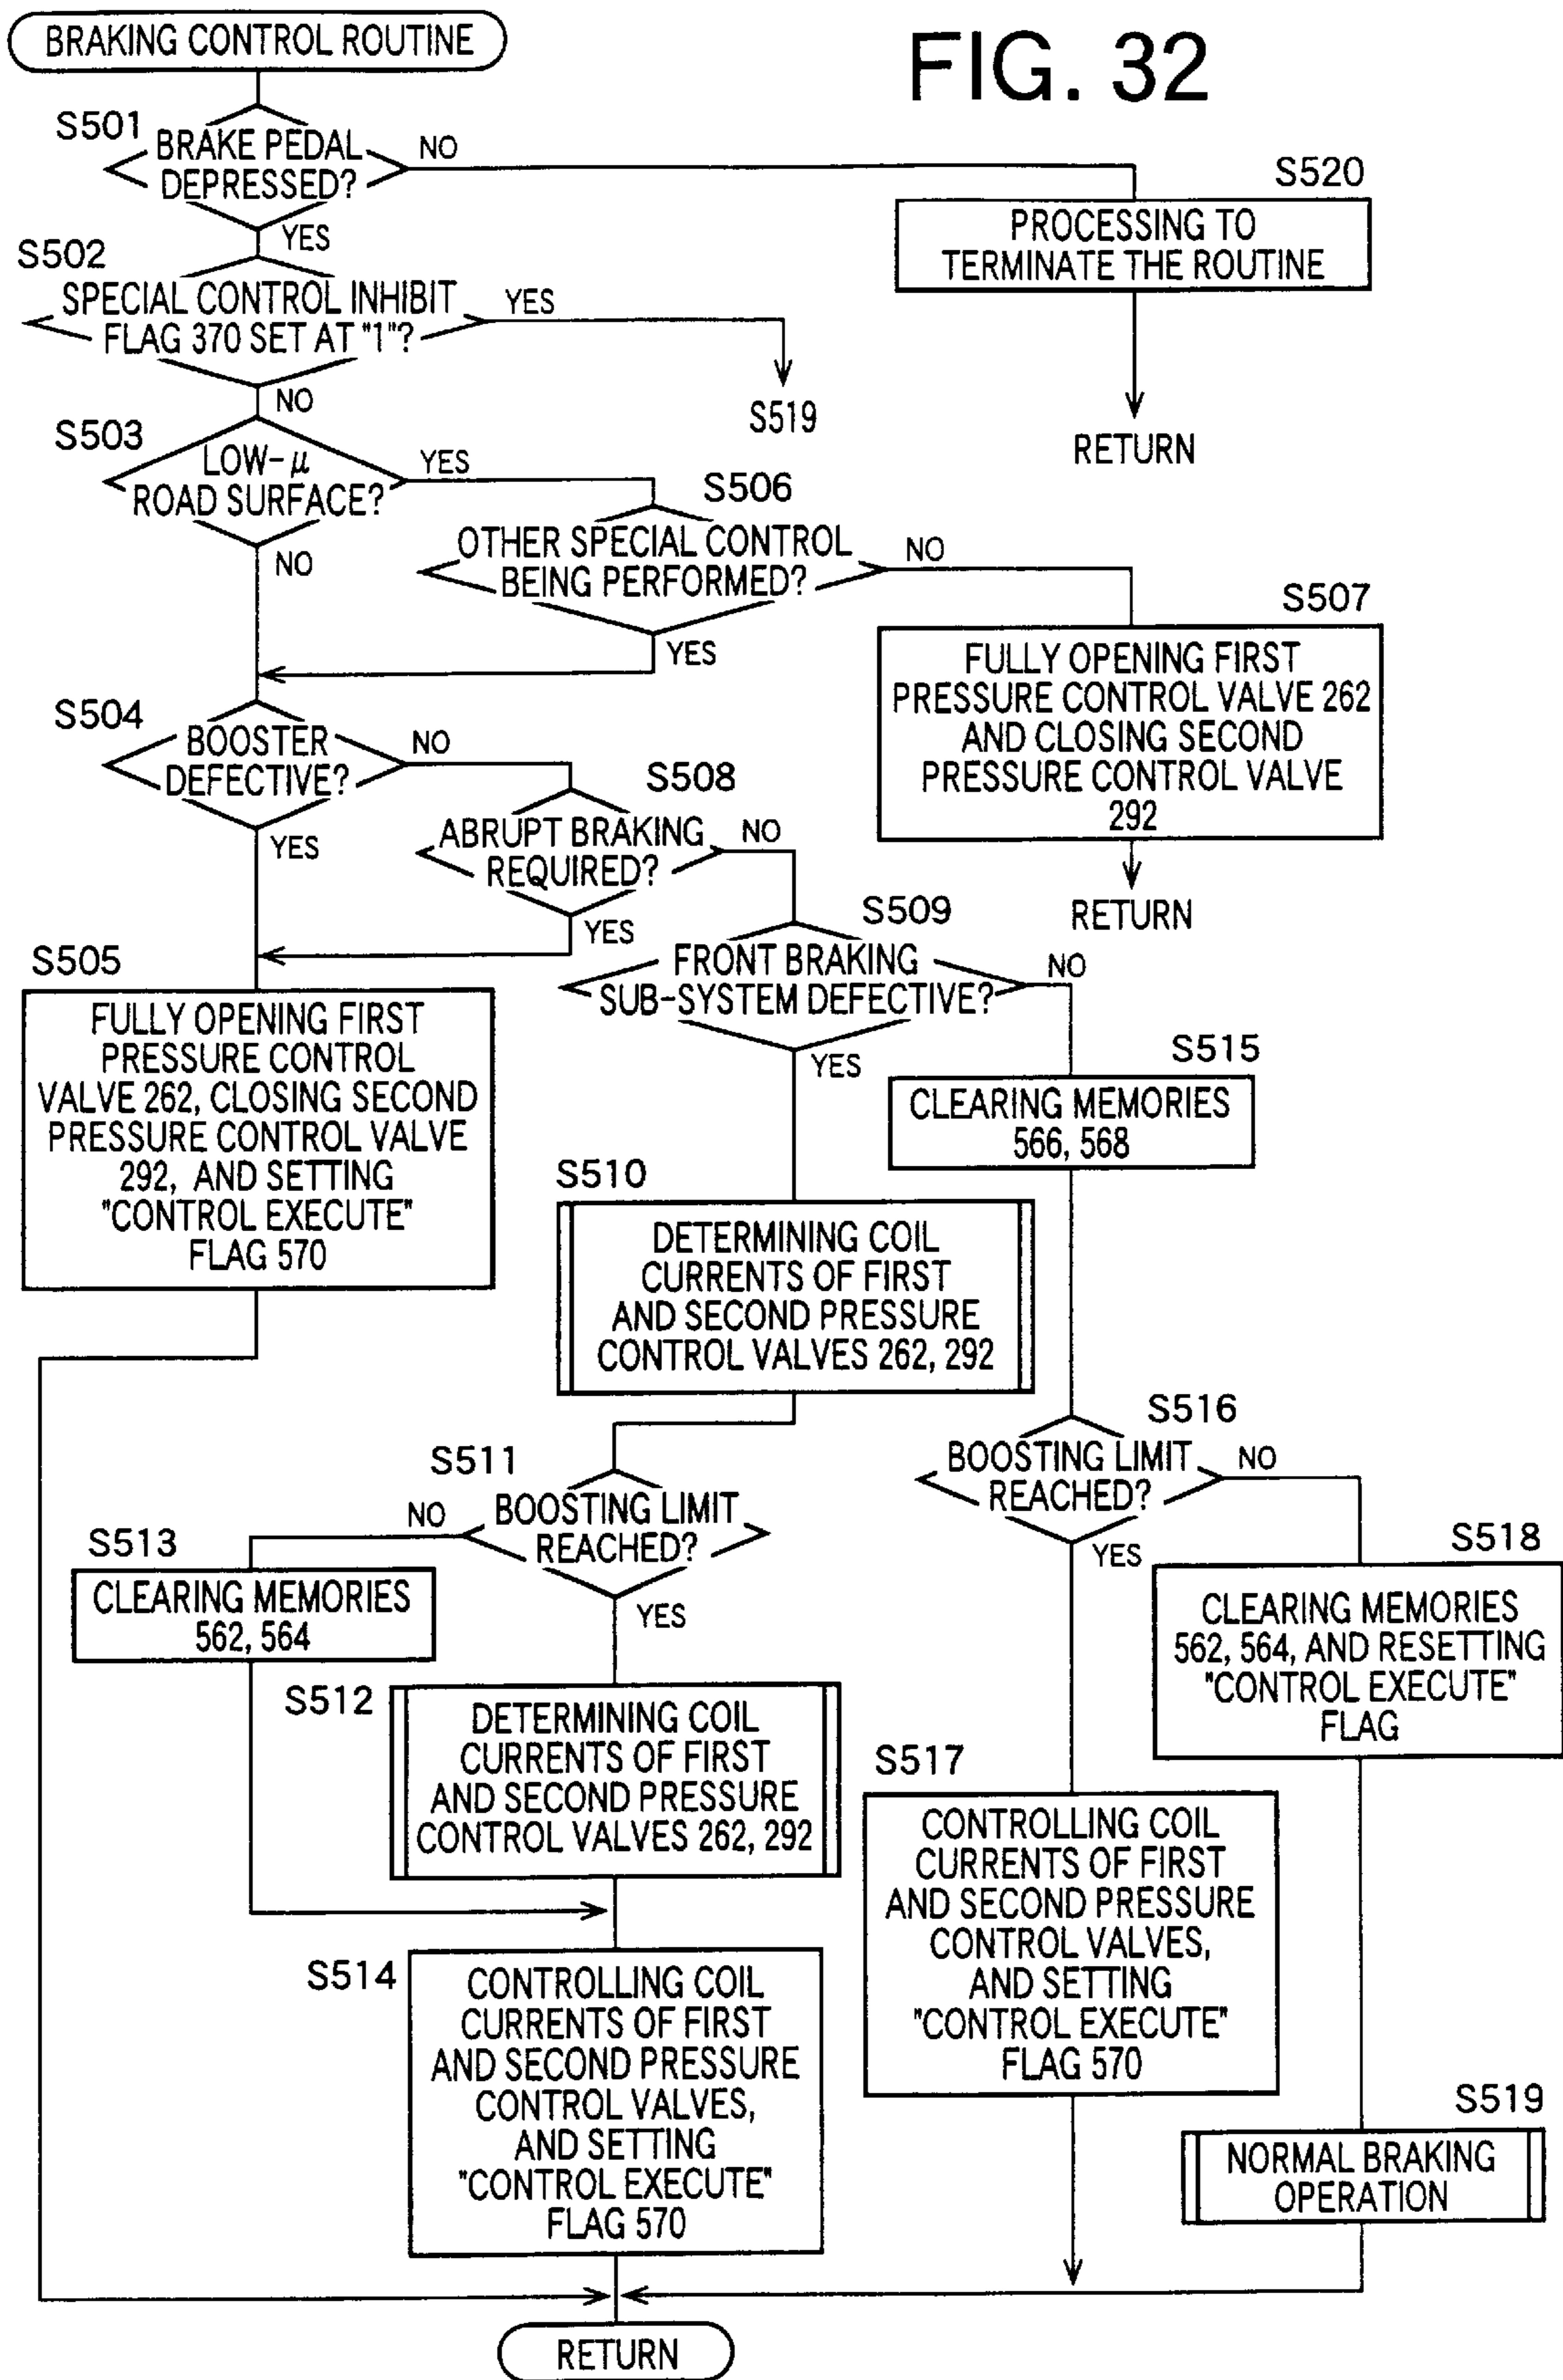 BRAKING CONTROL ROUTINE
FIG. 32
S501
BRAKE PEDAL
DEPRESSED?
NO
YES
S520
PROCESSING TO
TERMINATE THE ROUTINE
RETURN
S502
SPECIAL CONTROL INHIBIT
FLAG 370 SET AT "1"?
YES
S519
NO
S503
LOW-μ
ROAD SURFACE?
YES
NO
S506
OTHER SPECIAL CONTROL
BEING PERFORMED?
NO
YES
S507
FULLY OPENING FIRST
PRESSURE CONTROL VALVE 262
AND CLOSING SECOND
PRESSURE CONTROL VALVE
292
RETURN
S504
BOOSTER
DEFECTIVE?
NO
YES
S508
ABRUPT BRAKING
REQUIRED?
NO
YES
S505
FULLY OPENING FIRST
PRESSURE CONTROL
VALVE 262, CLOSING SECOND
PRESSURE CONTROL VALVE
292, AND SETTING
"CONTROL EXECUTE"
FLAG 570
S509
FRONT BRAKING
SUB-SYSTEM DEFECTIVE?
NO
YES
S515
CLEARING MEMORIES
566, 568
S510
DETERMINING COIL
CURRENTS OF FIRST
AND SECOND PRESSURE
CONTROL VALVES 262, 292
S511
BOOSTING LIMIT
REACHED?
NO
YES
S513
CLEARING MEMORIES
562, 564
S512
DETERMINING COIL
CURRENTS OF FIRST
AND SECOND PRESSURE
CONTROL VALVES 262, 292
S514
CONTROLLING COIL
CURRENTS OF FIRST
AND SECOND PRESSURE
CONTROL VALVES,
AND SETTING
"CONTROL EXECUTE"
FLAG 570
S516
BOOSTING LIMIT
REACHED?
NO
YES
S518
CLEARING MEMORIES
562, 564, AND RESETTING
"CONTROL EXECUTE"
FLAG
S517
CONTROLLING COIL
CURRENTS OF FIRST
AND SECOND PRESSURE
CONTROL VALVES,
AND SETTING
"CONTROL EXECUTE"
FLAG 570
S519
NORMAL BRAKING
OPERATION
RETURN